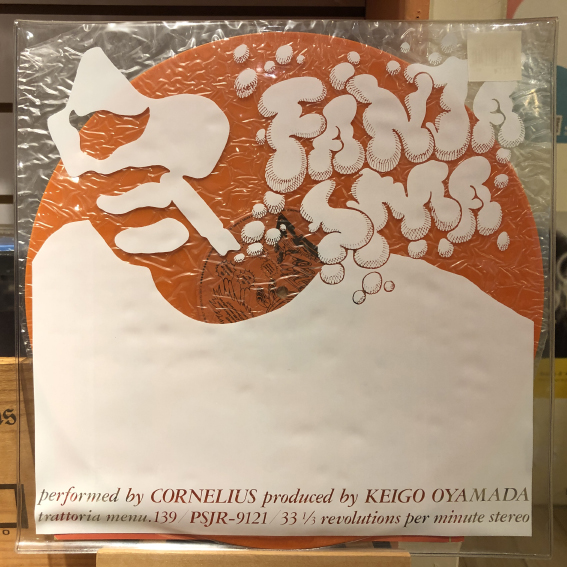 FANTA
SMA
performed by CORNELIUS produced by KEIGO OYAMADA
trattoria menu.139 / PSJR-9121 / 33 ⅓ revolutions per minute stereo